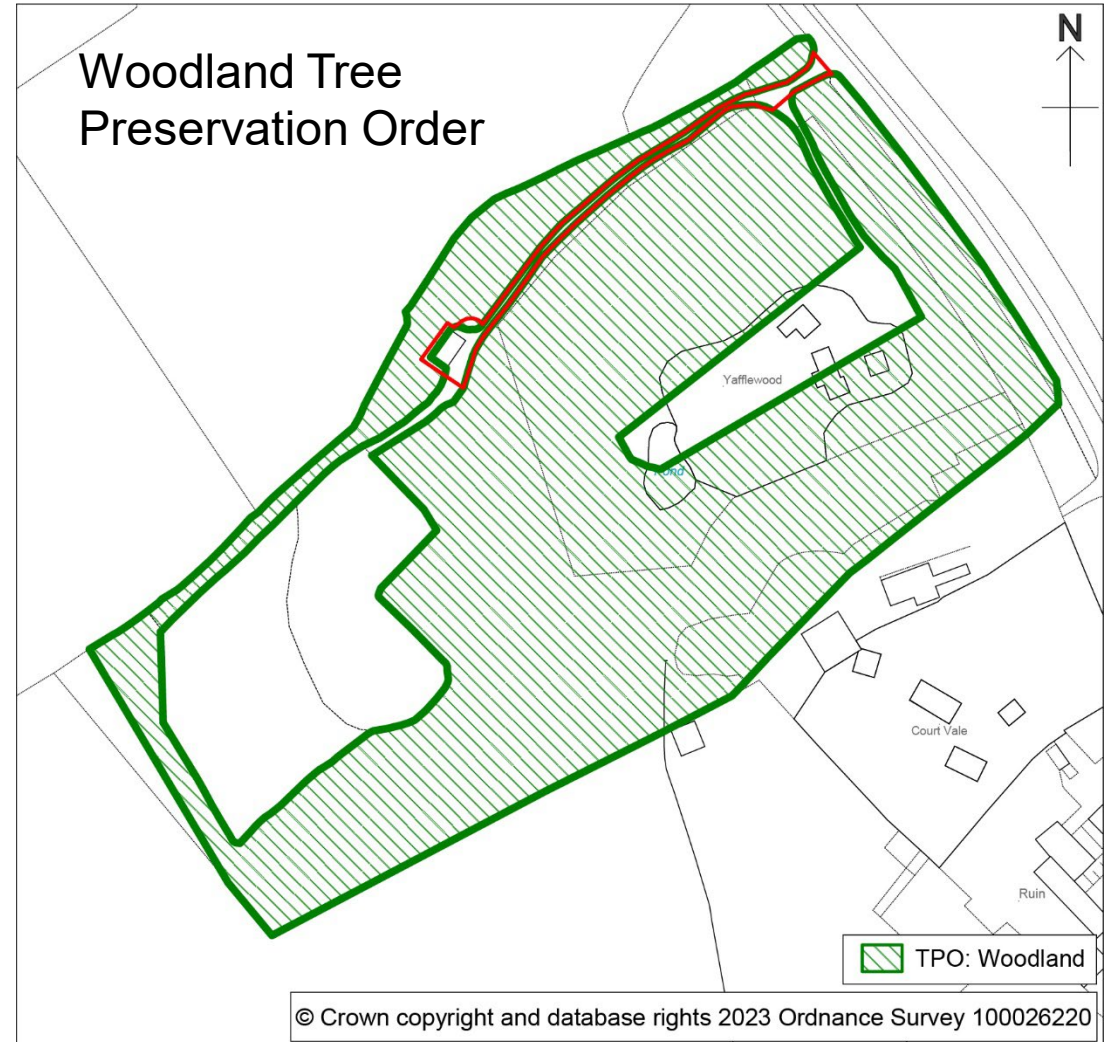 Woodland Tree
Preservation Order
N
Yafflewood
Pond
Court Vale
Ruin
TPO: Woodland
© Crown copyright and database rights 2023 Ordnance Survey 100026220